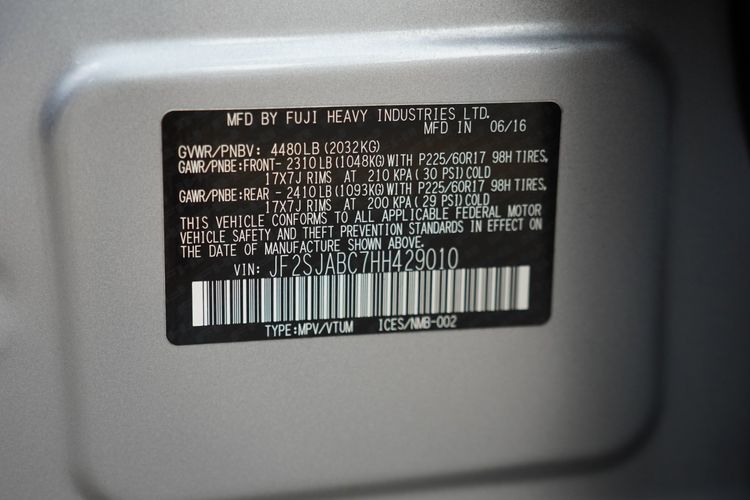 MFD BY FUJI HEAVY INDUSTRIES LTD.
MFD IN 06/16
GVWR/PNBV: 4480LB(2032KG)
GAWR/PNBE:FRONT- 2310LB(1048KG)WITH P225/60R17 98H TIRES,
17X7J RIMS AT 210 KPA( 30 PSI)COLD
GAWR/PNBE:REAR - 2410LB(1093KG)WITH P225/60R17 98H TIRES,
17X7J RIMS AT 200 KPA( 29 PSI)COLD
THIS VEHICLE CONFORMS TO ALL APPLICABLE FEDERAL MOTOR
VEHICLE SAFETY AND THEFT PREVENTION STANDARDS IN EFFECT ON
THE DATE OF MANUFACTURE SHOWN ABOVE.
VIN: JF2SJABC7HH429010
TYPE:MPV/VTUM ICES/NMB-002